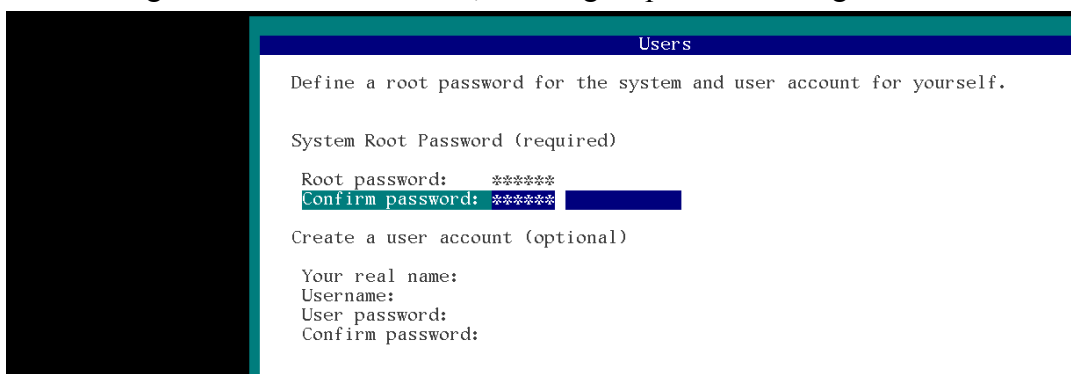 Users
Define a root password for the system and user account for yourself.
System Root Password (required)
Root password: ******
Confirm password: ******
Create a user account (optional)
Your real name:
Username:
User password:
Confirm password: